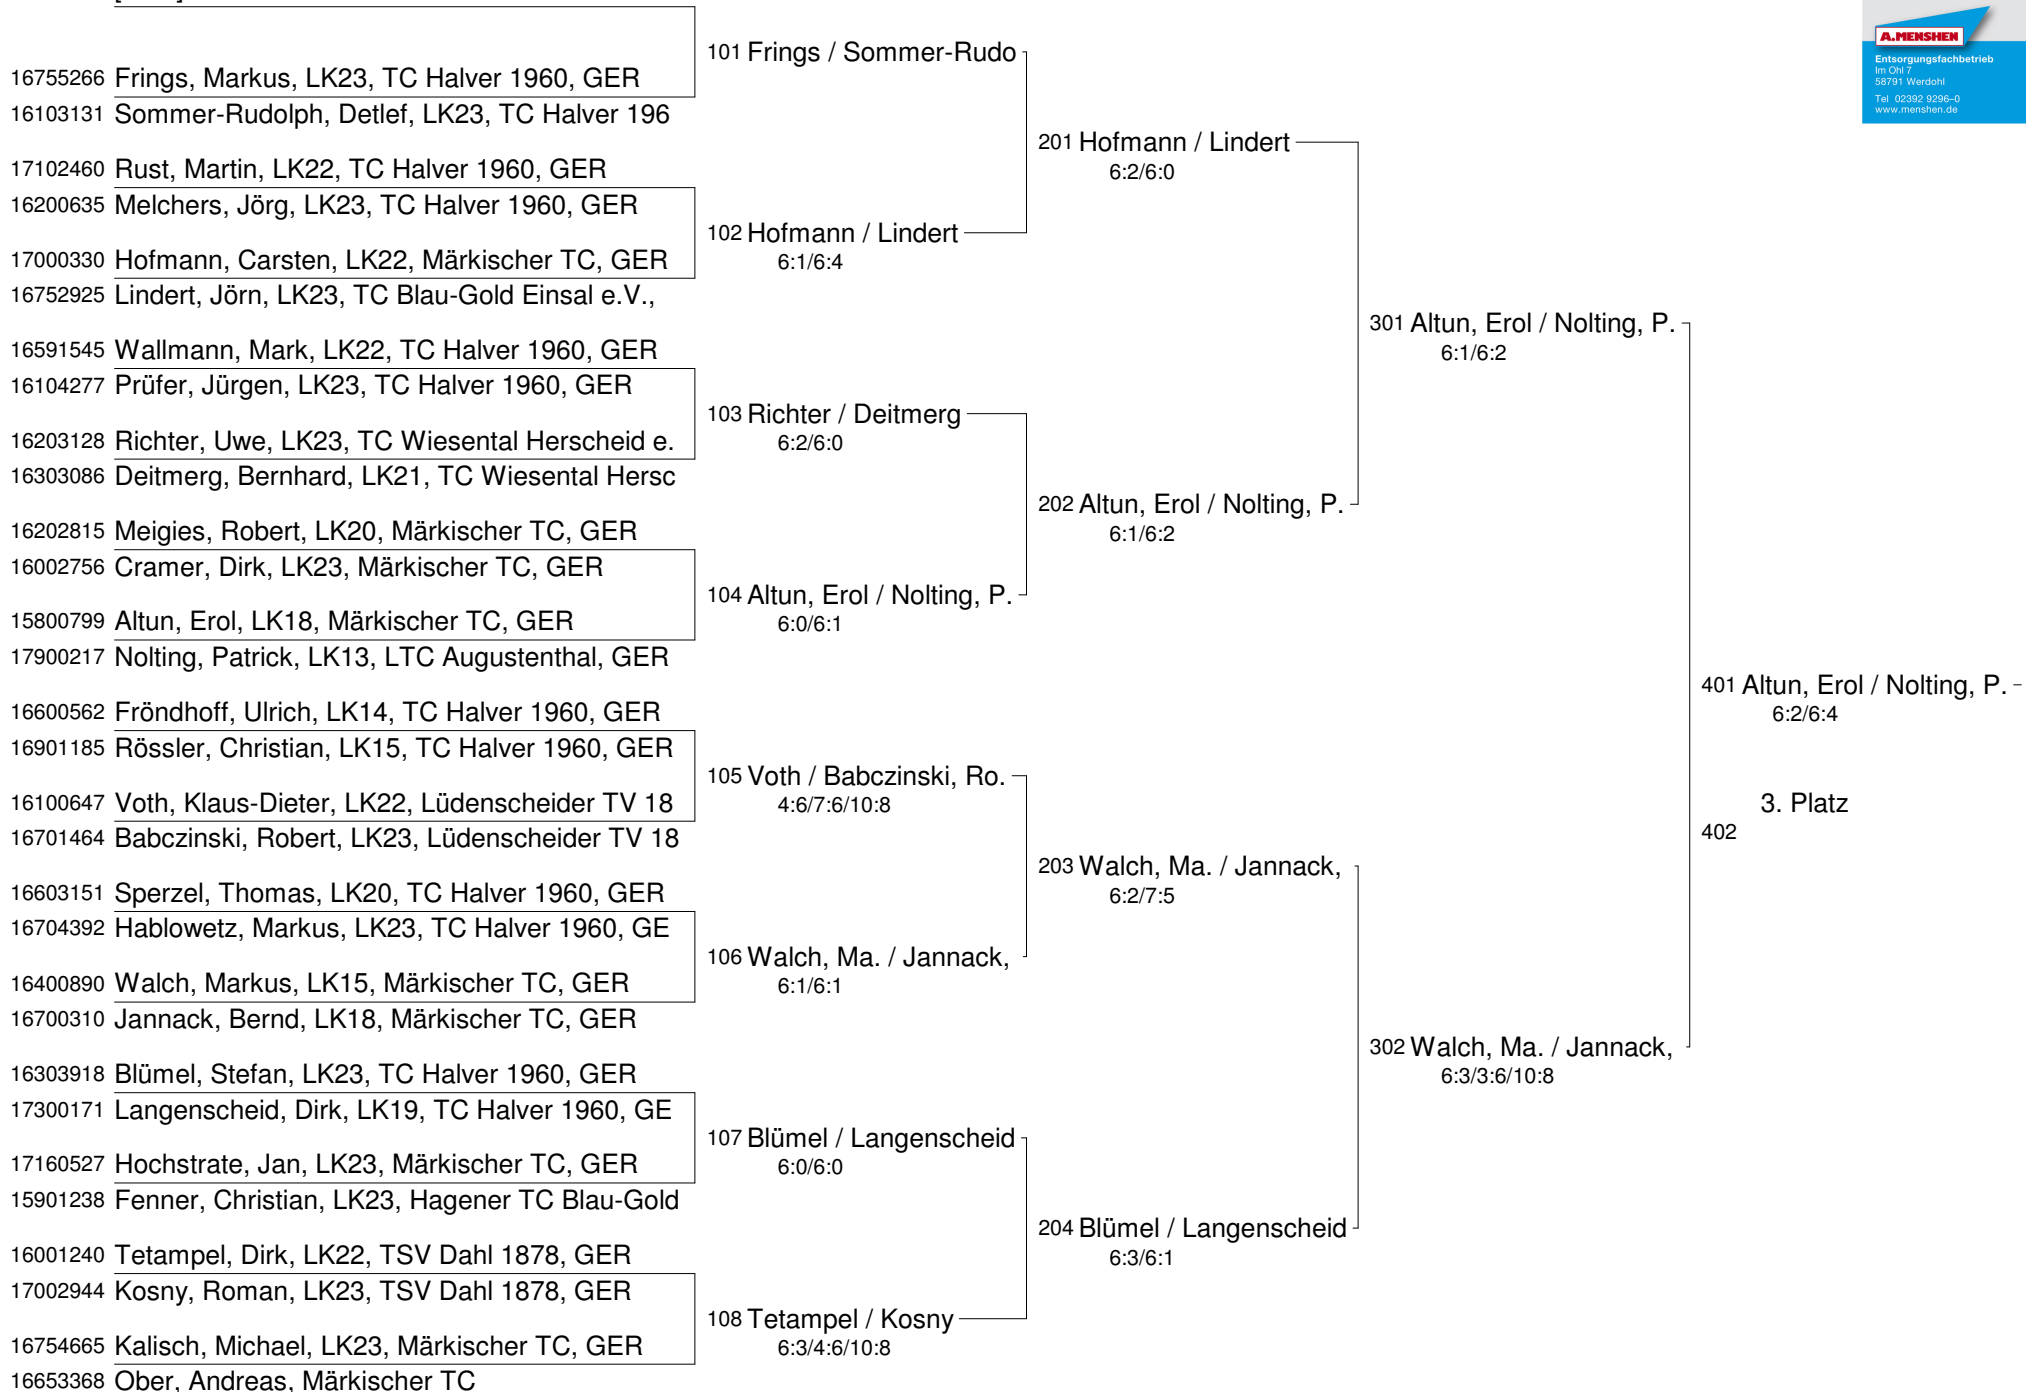 16755266 Frings, Markus, LK23, TC Halver 1960, GER
16103131 Sommer-Rudolph, Detlef, LK23, TC Halver 196
17102460 Rust, Martin, LK22, TC Halver 1960, GER
16200635 Melchers, Jörg, LK23, TC Halver 1960, GER
17000330 Hofmann, Carsten, LK22, Märkischer TC, GER
16752925 Lindert, Jörn, LK23, TC Blau-Gold Einsal e.V.,
16591545 Wallmann, Mark, LK22, TC Halver 1960, GER
16104277 Prüfer, Jürgen, LK23, TC Halver 1960, GER
16203128 Richter, Uwe, LK23, TC Wiesental Herscheid e.
16303086 Deitmerg, Bernhard, LK21, TC Wiesental Hersc
16202815 Meigies, Robert, LK20, Märkischer TC, GER
16002756 Cramer, Dirk, LK23, Märkischer TC, GER
15800799 Altun, Erol, LK18, Märkischer TC, GER
17900217 Nolting, Patrick, LK13, LTC Augustenthal, GER
16600562 Fröndhoff, Ulrich, LK14, TC Halver 1960, GER
16901185 Rössler, Christian, LK15, TC Halver 1960, GER
16100647 Voth, Klaus-Dieter, LK22, Lüdenscheider TV 18
16701464 Babczinski, Robert, LK23, Lüdenscheider TV 18
16603151 Sperzel, Thomas, LK20, TC Halver 1960, GER
16704392 Hablowetz, Markus, LK23, TC Halver 1960, GE
16400890 Walch, Markus, LK15, Märkischer TC, GER
16700310 Jannack, Bernd, LK18, Märkischer TC, GER
16303918 Blümel, Stefan, LK23, TC Halver 1960, GER
17300171 Langenscheid, Dirk, LK19, TC Halver 1960, GE
17160527 Hochstrate, Jan, LK23, Märkischer TC, GER
15901238 Fenner, Christian, LK23, Hagener TC Blau-Gold
16001240 Tetampel, Dirk, LK22, TSV Dahl 1878, GER
17002944 Kosny, Roman, LK23, TSV Dahl 1878, GER
16754665 Kalisch, Michael, LK23, Märkischer TC, GER
16653368 Ober, Andreas, Märkischer TC
101 Frings / Sommer-Rudo
102 Hofmann / Lindert
6:1/6:4
103 Richter / Deitmerg
6:2/6:0
104 Altun, Erol / Nolting, P.
6:0/6:1
105 Voth / Babczinski, Ro.
4:6/7:6/10:8
106 Walch, Ma. / Jannack,
6:1/6:1
107 Blümel / Langenscheid
6:0/6:0
108 Tetampel / Kosny
6:3/4:6/10:8
201 Hofmann / Lindert
6:2/6:0
202 Altun, Erol / Nolting, P.
6:1/6:2
203 Walch, Ma. / Jannack,
6:2/7:5
204 Blümel / Langenscheid
6:3/6:1
301 Altun, Erol / Nolting, P.
6:1/6:2
302 Walch, Ma. / Jannack,
6:3/3:6/10:8
401 Altun, Erol / Nolting, P.
6:2/6:4
3. Platz
402
A.MENSHEN
Entsorgungsfachbetrieb
Im Ohl 7
58791 Werdohl
Tel 02392 9296-0
www.menshen.de